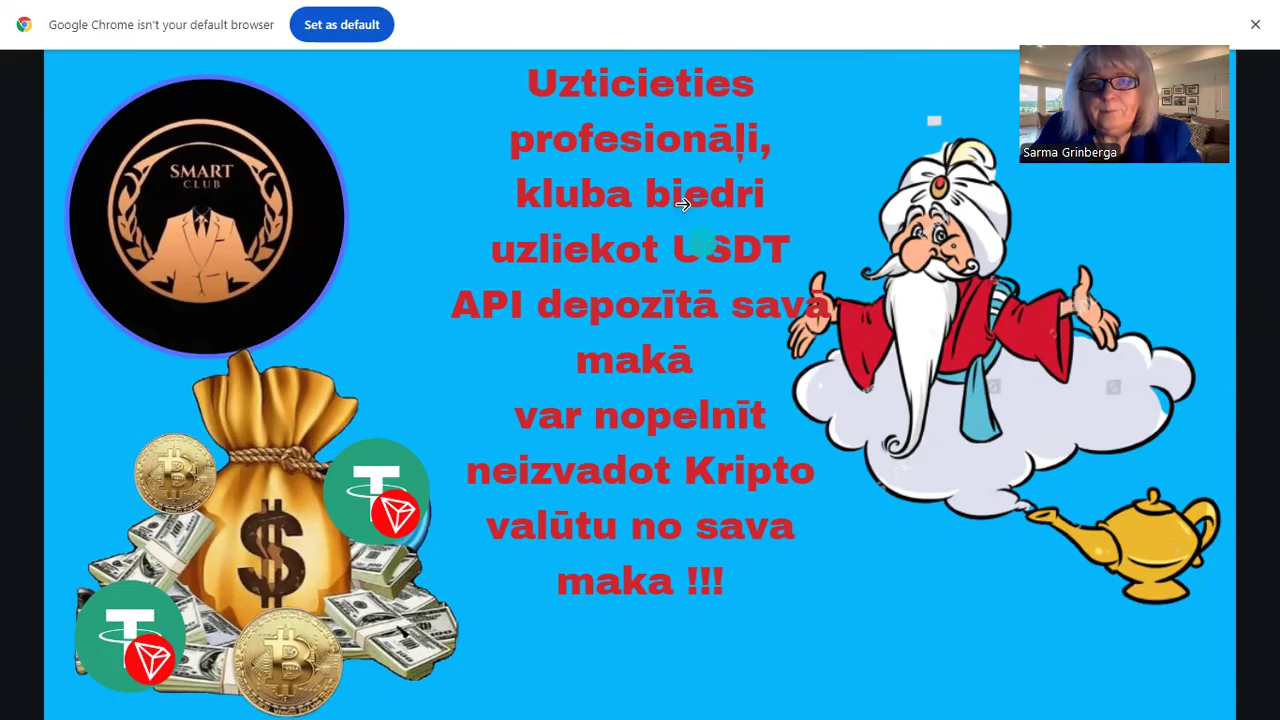 Google Chrome isn't your default browser
Set as default
Sarma Grinberga
SMART
CLUB
Uzticieties
profesionāļi,
kluba biedri
uzliekot USDT
API depozītā savā
makā
var nopelnīt
neizvadot Kripto
valūtu no sava
maka !!!